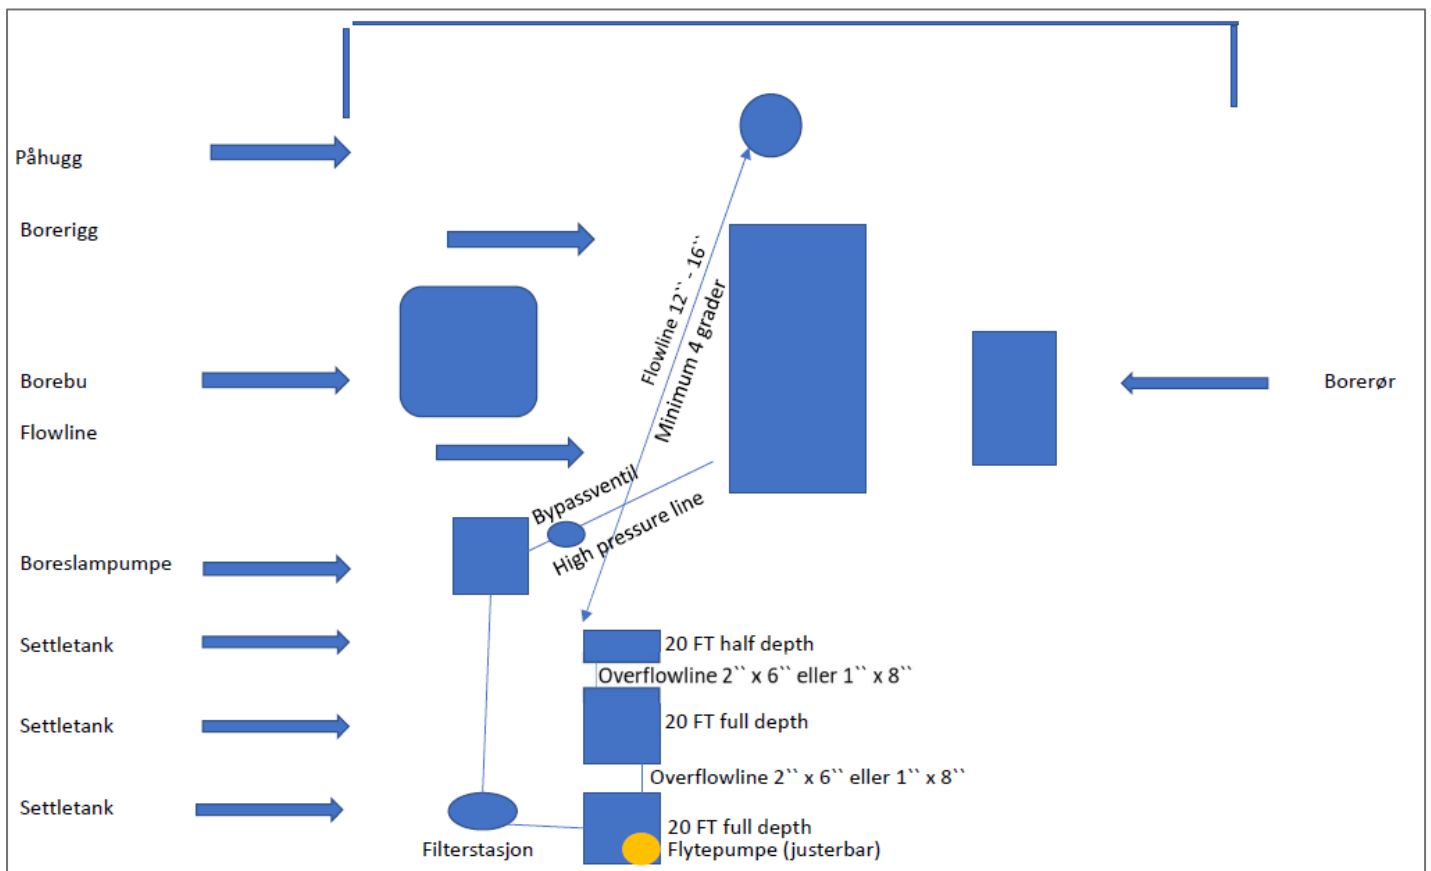 Påhugg
Borerigg
Flowline 12`` - 16``
Minimum 4 grader
Borebu
Borerør
Flowline
Bypassventil
High pressure line
Boreslampumpe
Settletank
20 FT half depth
Overflowline 2`` x 6`` eller 1`` x 8``
Settletank
20 FT full depth
Overflowline 2`` x 6`` eller 1`` x 8``
Settletank
20 FT full depth
Filterstasjon
Flytepumpe (justerbar)